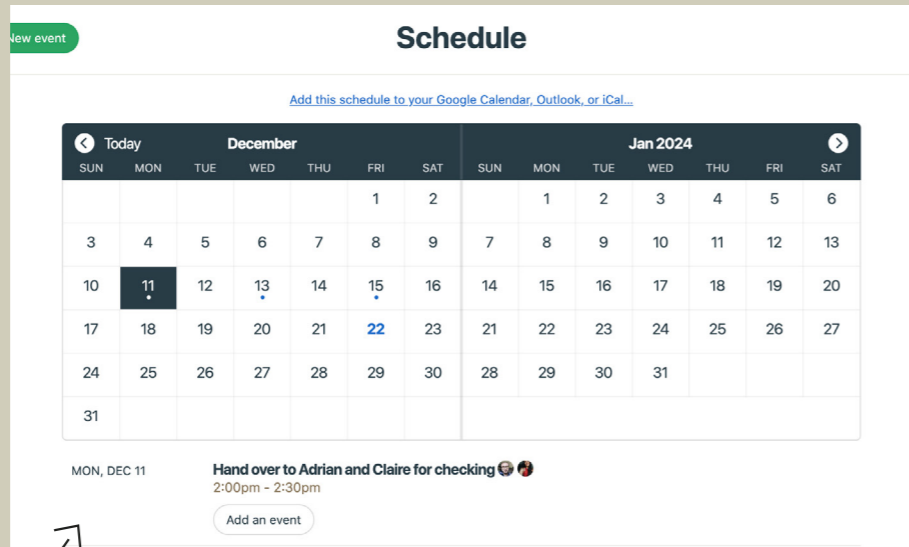 New event
Schedule
Add this schedule to your Google Calendar, Outlook, or iCal...
Today December
SUN MON TUE WED THU FRI SAT
1 2
3 4 5 6 7 8 9
10 11 12 13 14 15 16
17 18 19 20 21 22 23
24 25 26 27 28 29 30
31
Jan 2024
SUN MON TUE WED THU FRI SAT
1 2 3 4 5 6
7 8 9 10 11 12 13
14 15 16 17 18 19 20
21 22 23 24 25 26 27
28 29 30 31
MON, DEC 11
Hand over to Adrian and Claire for checking
2:00pm - 2:30pm
Add an event